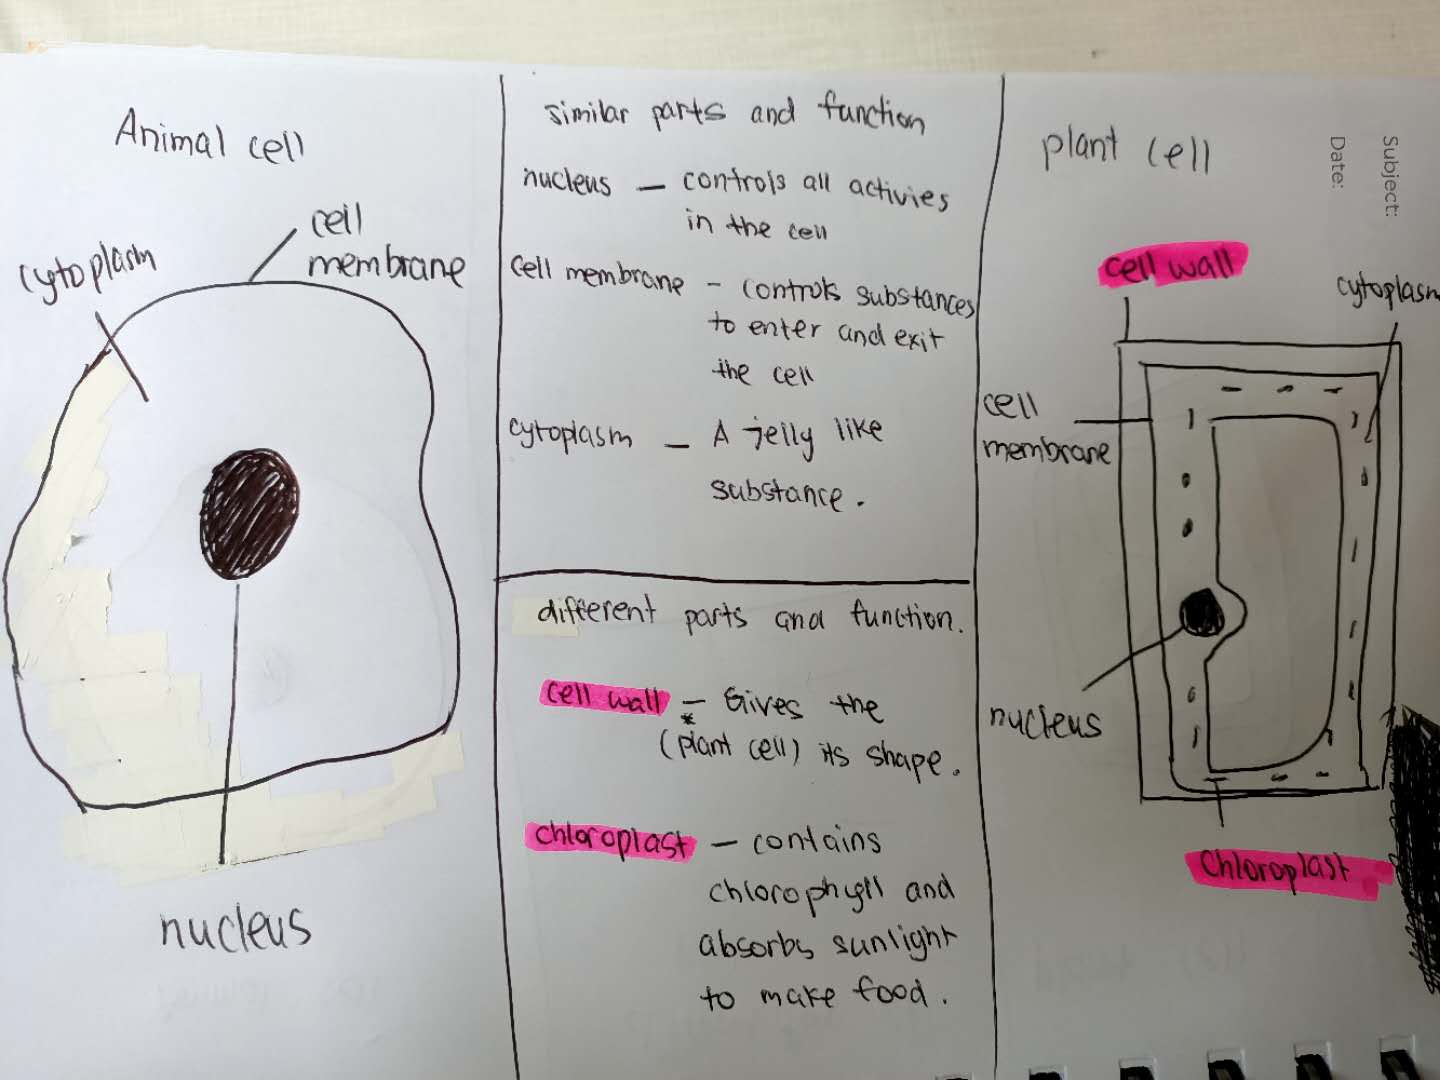 Animal cell
cell
membrane
cytoplasm
nucleus
similar parts and function
nucleus — controls all activies
in the cell
cell membrane - controls substances
to enter and exit
the cell
cytoplasm - A jelly like
substance.
different parts and function.
cell wall - Gives the
* (plant cell) its shape.
chloroplast - contains
chlorophyll and
absorbs sunlight
to make food.
plant cell
Subject:
Date:
cell wall
cytoplasm
cell
membrane
nucleus
Chloroplast